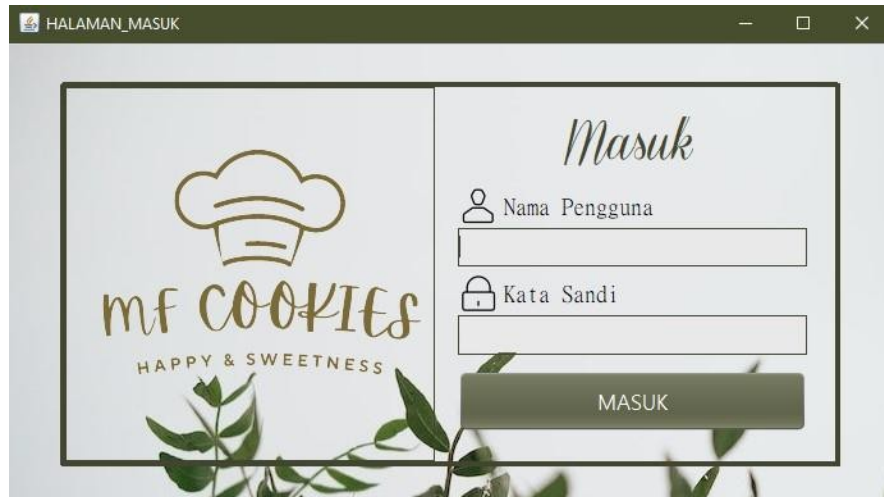 HALAMAN_MASUK
MF COOKIES
HAPPY & SWEETNESS
Masuk
Nama Pengguna
Kata Sandi
MASUK